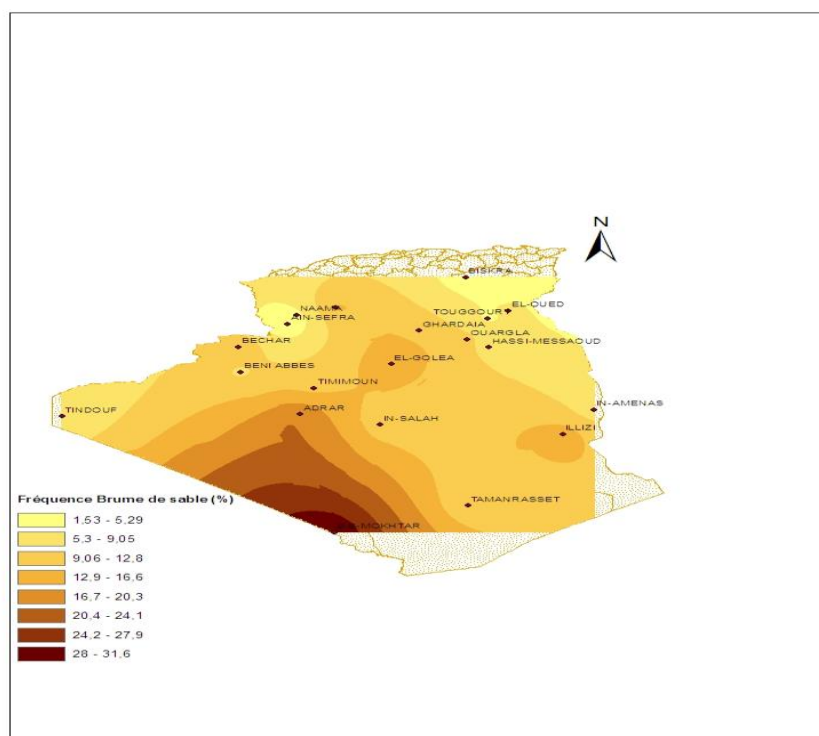 N
BISKRA
EL-OUED
TOUGGOURT
NAAMA
AIN-SEFRA
GHARDAIA
OUARGLA
HASSI-MESSAOUD
BECHAR
EL-GOLEA
BENI ABBES
TIMIMOUN
IN-AMENAS
TINDOUF
ADRAR
IN-SALAH
ILLIZI
TAMANRASSET
MOKHTAR
Fréquence Brume de sable (%)
1,53 - 5,29
5,3 - 9,05
9,06 - 12,8
12,9 - 16,6
16,7 - 20,3
20,4 - 24,1
24,2 - 27,9
28 - 31,6